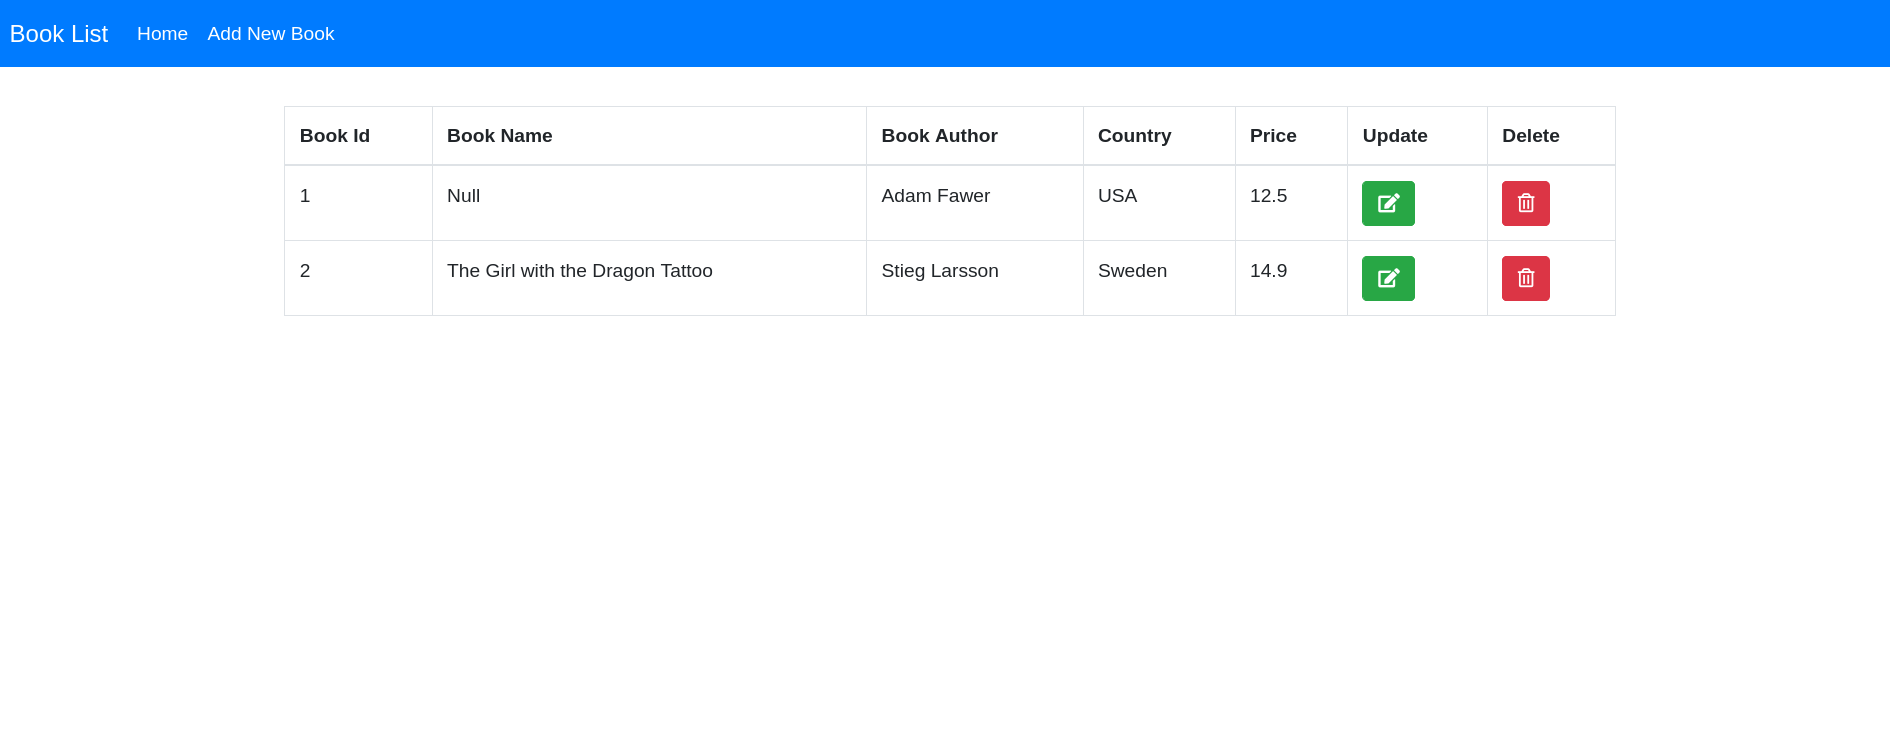 Book List Home Add New Book
Book Id Book Name Book Author Country Price Update Delete
1 Null Adam Fawer USA 12.5
2 The Girl with the Dragon Tattoo Stieg Larsson Sweden 14.9